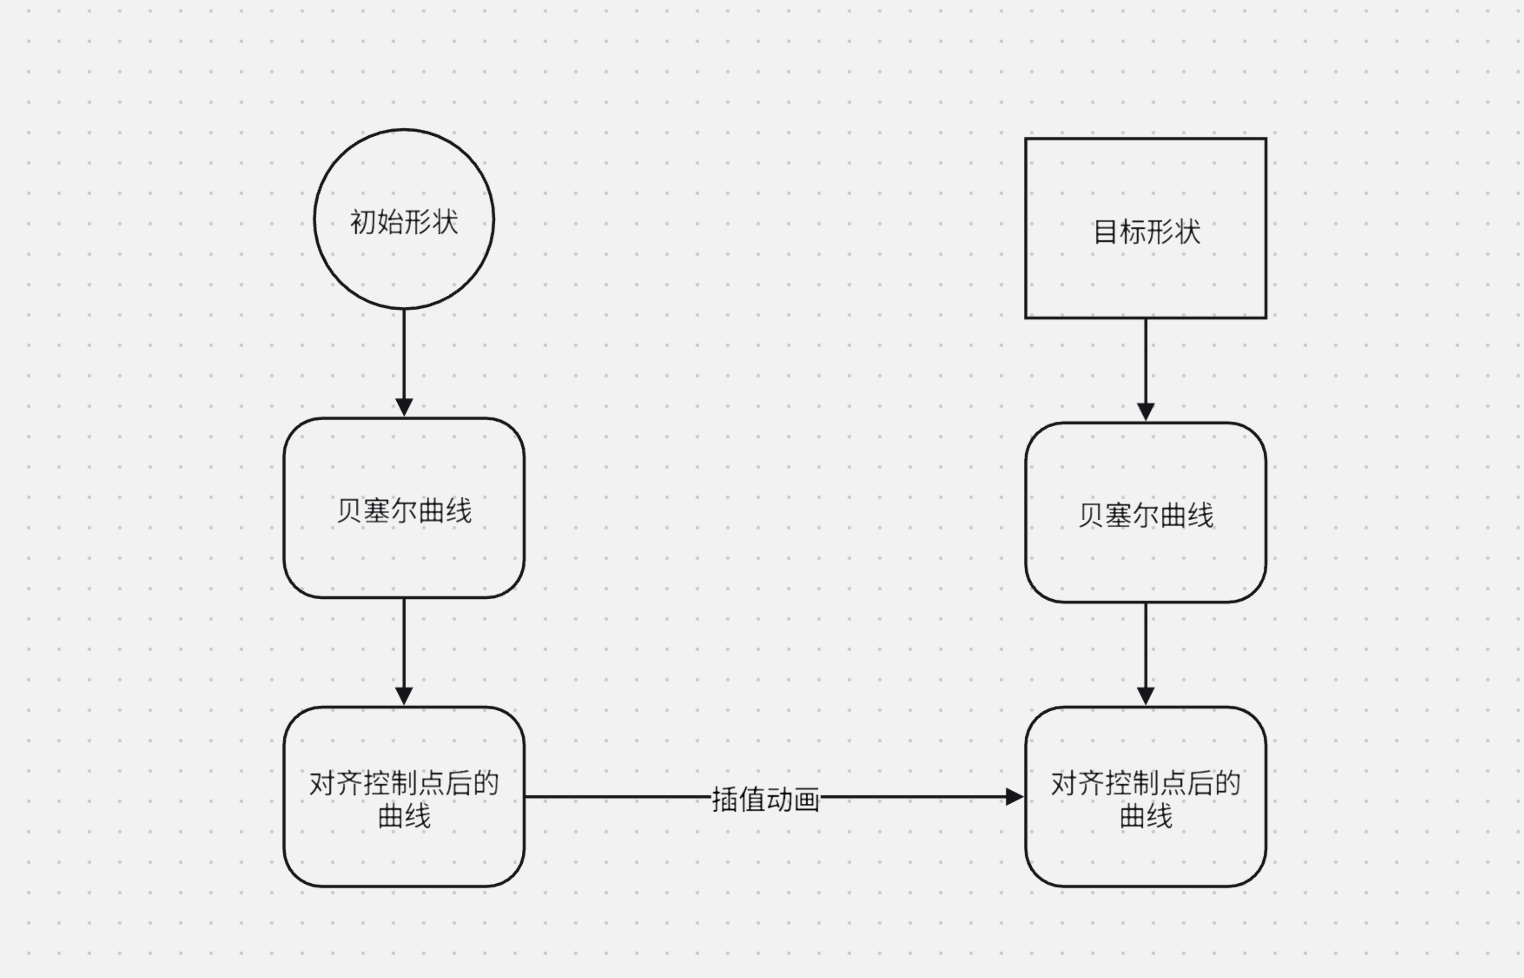 初始形状
目标形状
贝塞尔曲线
贝塞尔曲线
对齐控制点后的
曲线
插值动画
对齐控制点后的
曲线